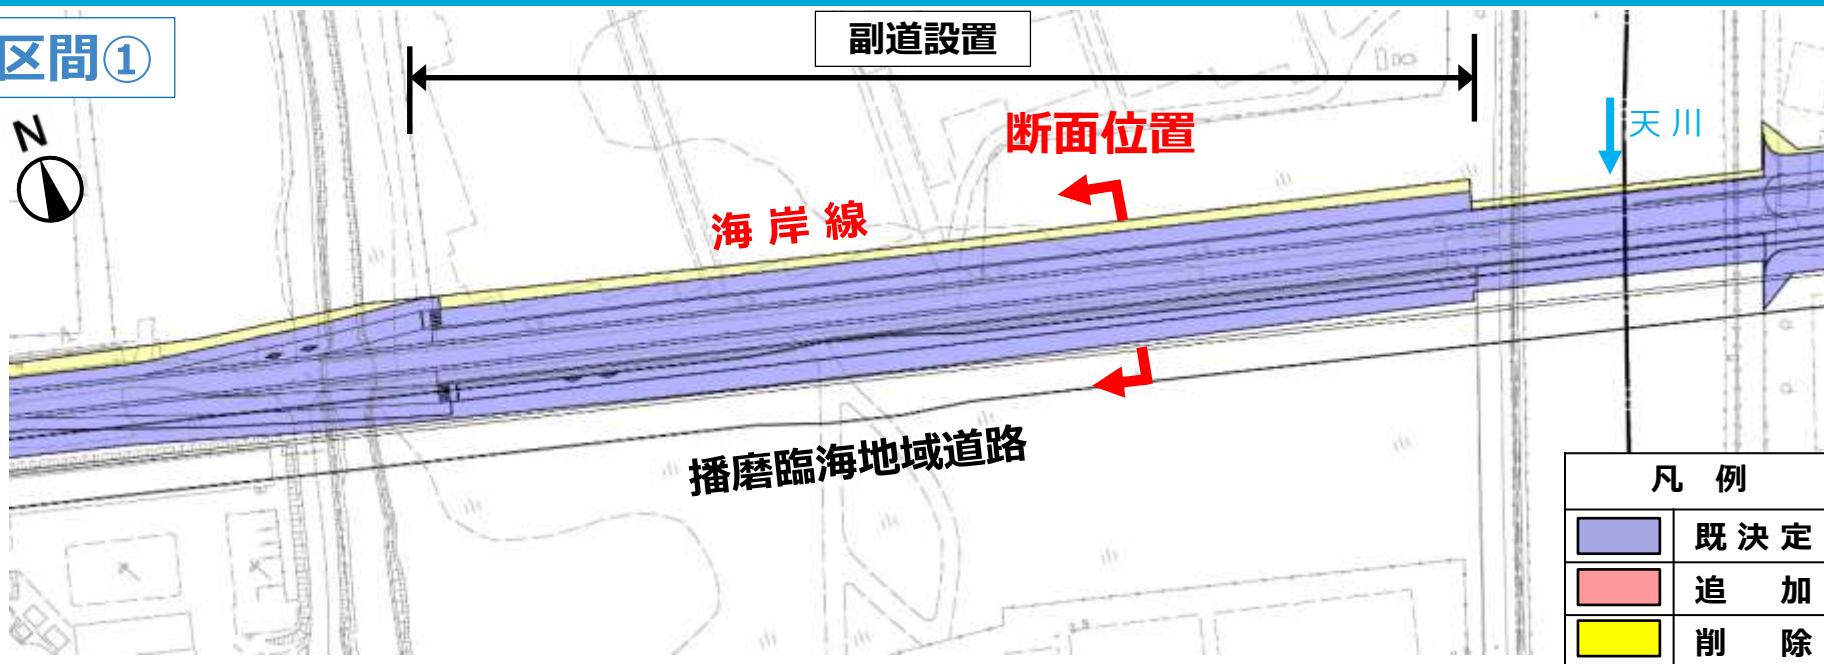 区間①
副道設置
N
断面位置
天川
海岸線
播磨臨海地域道路
凡 例
既決定
追 加
削 除